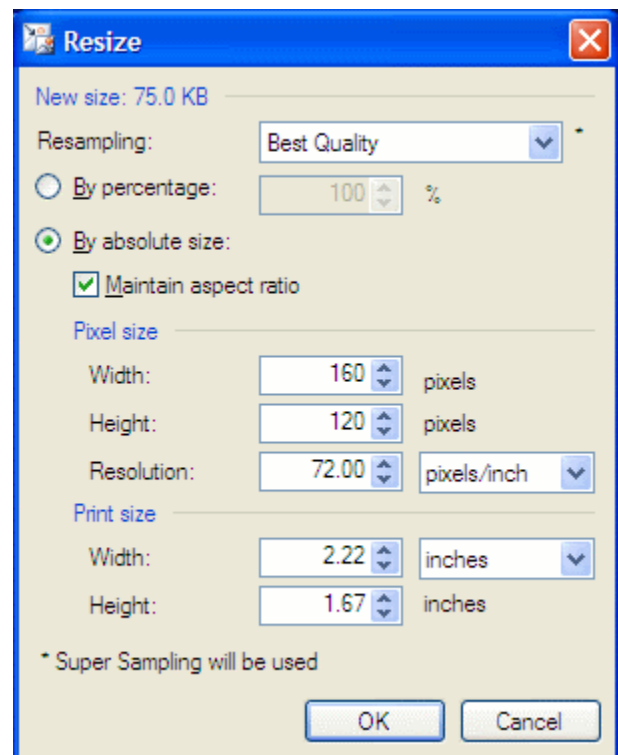 Resize
New size: 75.0 KB
Resampling: Best Quality *
By percentage: 100 %
By absolute size:
Maintain aspect ratio
Pixel size
Width: 160 pixels
Height: 120 pixels
Resolution: 72.00 pixels/inch
Print size
Width: 2.22 inches
Height: 1.67 inches
* Super Sampling will be used
OK Cancel